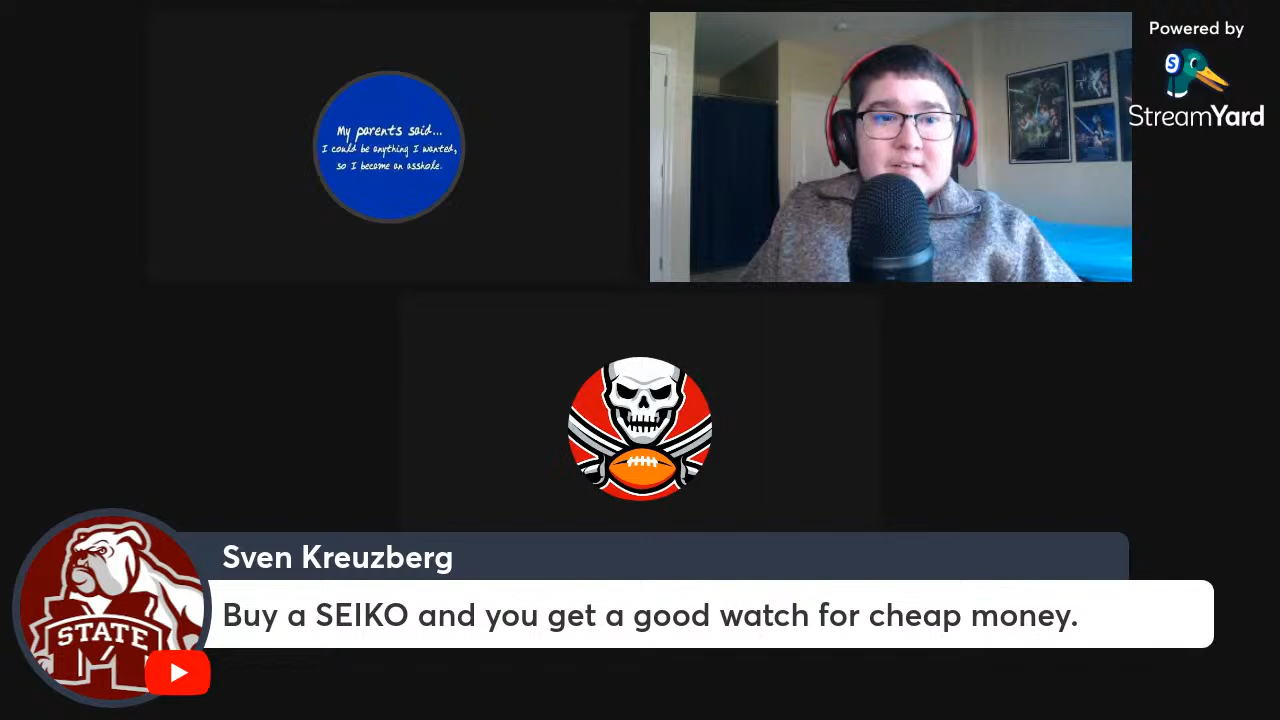 My parents said...
I could be anything I wanted,
so I became an asshole.
Powered by
S
StreamYard
Sven Kreuzberg
Buy a SEIKO and you get a good watch for cheap money.
STATE
M